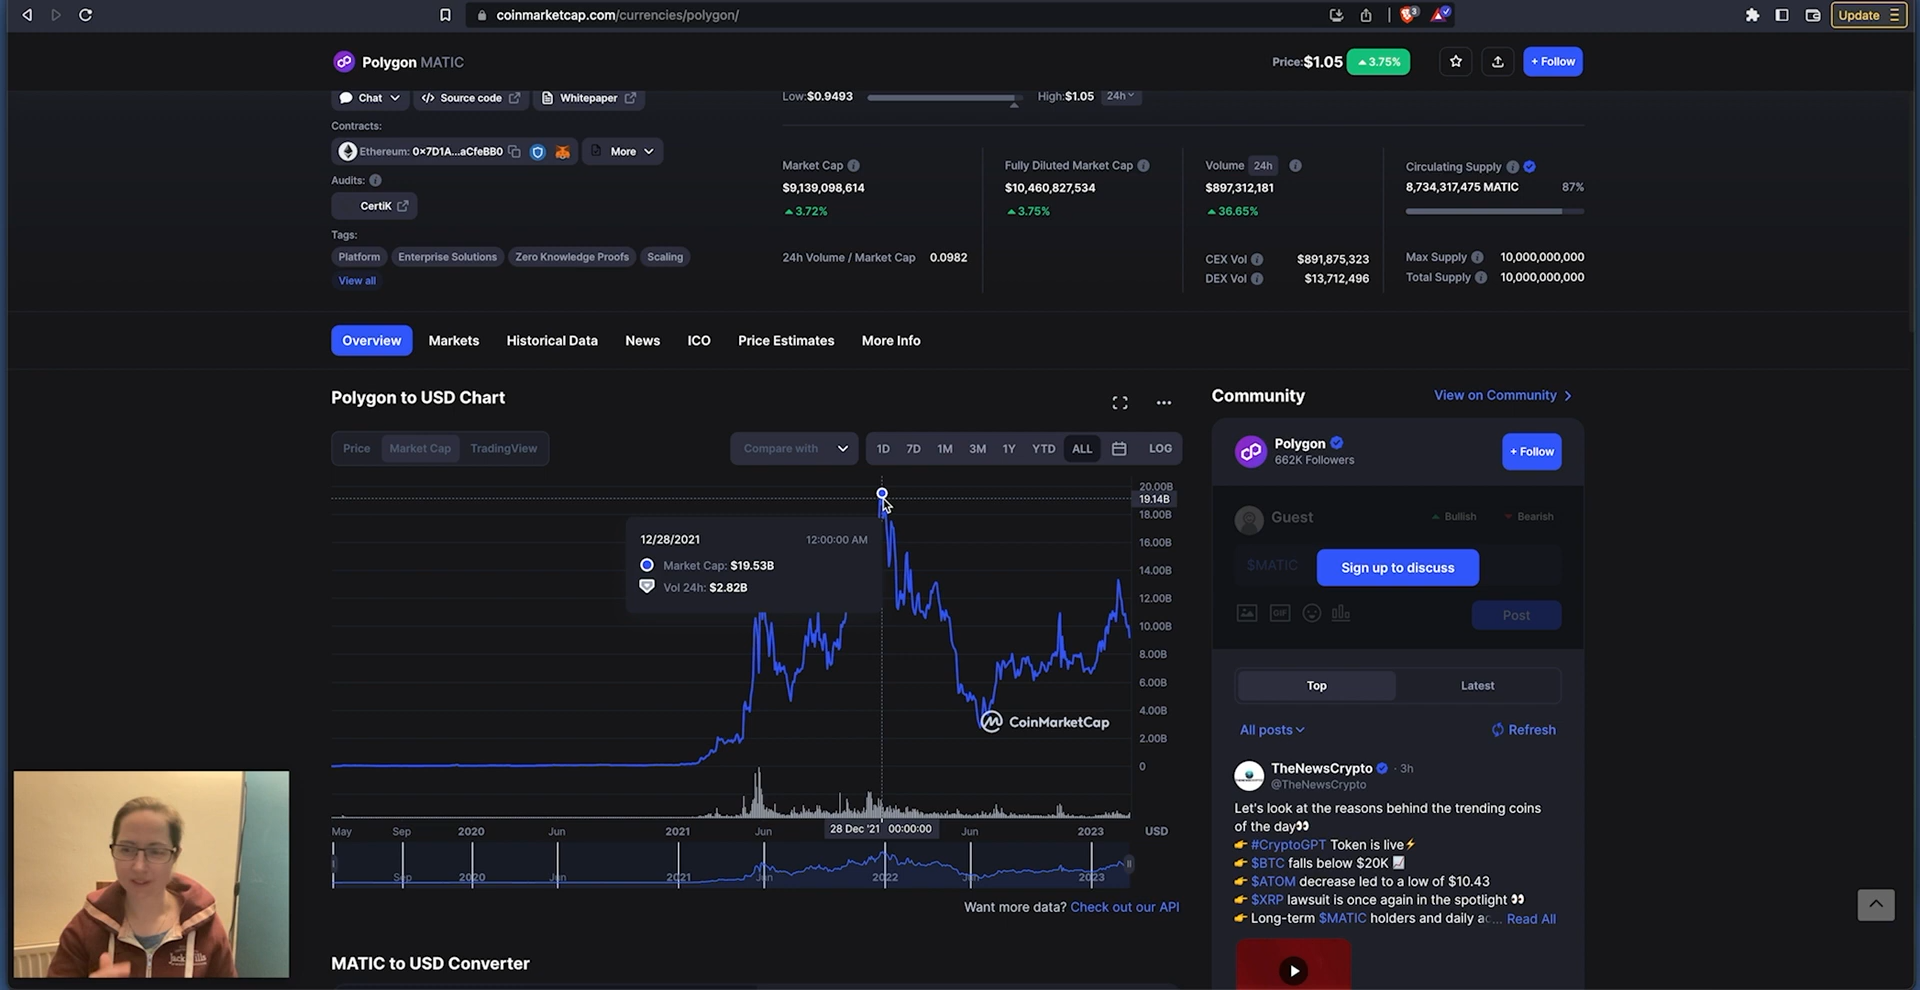 coinmarketcap.com/currencies/polygon/
3
Update
Polygon MATIC
Price:$1.05
3.75%
+ Follow
Chat
Source code
Whitepaper
Low:$0.9493
High:$1.05
24h
Contracts:
Ethereum: 0x7D1A...aCfeBB0
More
Audits:
CertiK
Tags:
Platform
Enterprise Solutions
Zero Knowledge Proofs
Scaling
View all
Market Cap
$9,139,098,614
3.72%
24h Volume / Market Cap 0.0982
Fully Diluted Market Cap
$10,460,827,534
3.75%
Volume 24h
$897,312,181
36.65%
CEX Vol $891,875,323
DEX Vol $13,712,496
Circulating Supply
8,734,317,475 MATIC 87%
Max Supply 10,000,000,000
Total Supply 10,000,000,000
Overview
Markets
Historical Data
News
ICO
Price Estimates
More Info
Polygon to USD Chart
Price
Market Cap
TradingView
Compare with
1D
7D
1M
3M
1Y
YTD
ALL
LOG
20.00B
19.14B
18.00B
16.00B
14.00B
12.00B
10.00B
8.00B
6.00B
4.00B
2.00B
0
12/28/2021 12:00:00 AM
Market Cap: $19.53B
Vol 24h: $2.82B
CoinMarketCap
May
Sep
2020
Jun
2021
Jun
28 Dec '21 00:00:00
Jun
2023
USD
Sep
2020
Jun
2021
Jun
2022
Jun
2023
Want more data? Check out our API
MATIC to USD Converter
Community
View on Community
Polygon
662K Followers
+ Follow
Guest
Bullish
Bearish
$MATIC
Sign up to discuss
GIF
Post
Top
Latest
All posts
Refresh
TheNewsCrypto · 3h
@TheNewsCrypto
Let's look at the reasons behind the trending coins
of the day
#CryptoGPT Token is live
$BTC falls below $20K
$ATOM decrease led to a low of $10.43
$XRP lawsuit is once again in the spotlight
Long-term $MATIC holders and daily ac... Read All
Jack Wills